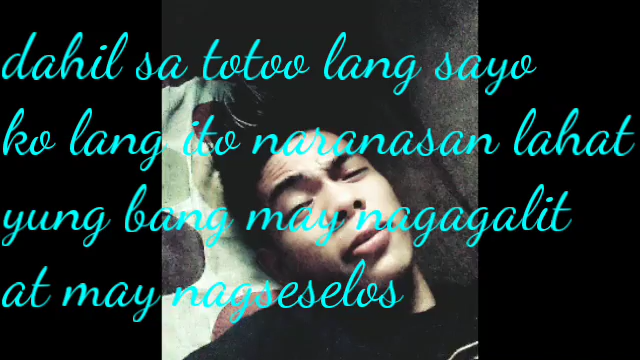 dahil sa totoo lang sayo
ko lang ito naranasan lahat
yung bang may nagagalit
at may nagseselos